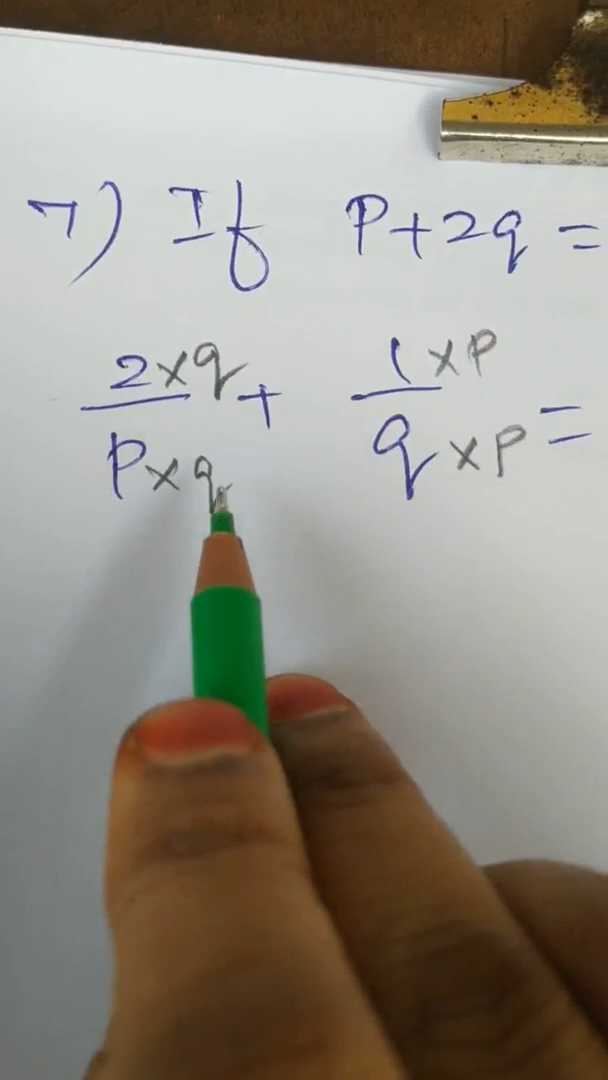 7) If P+2q =
2×q/P×q + 1×P/q×P =